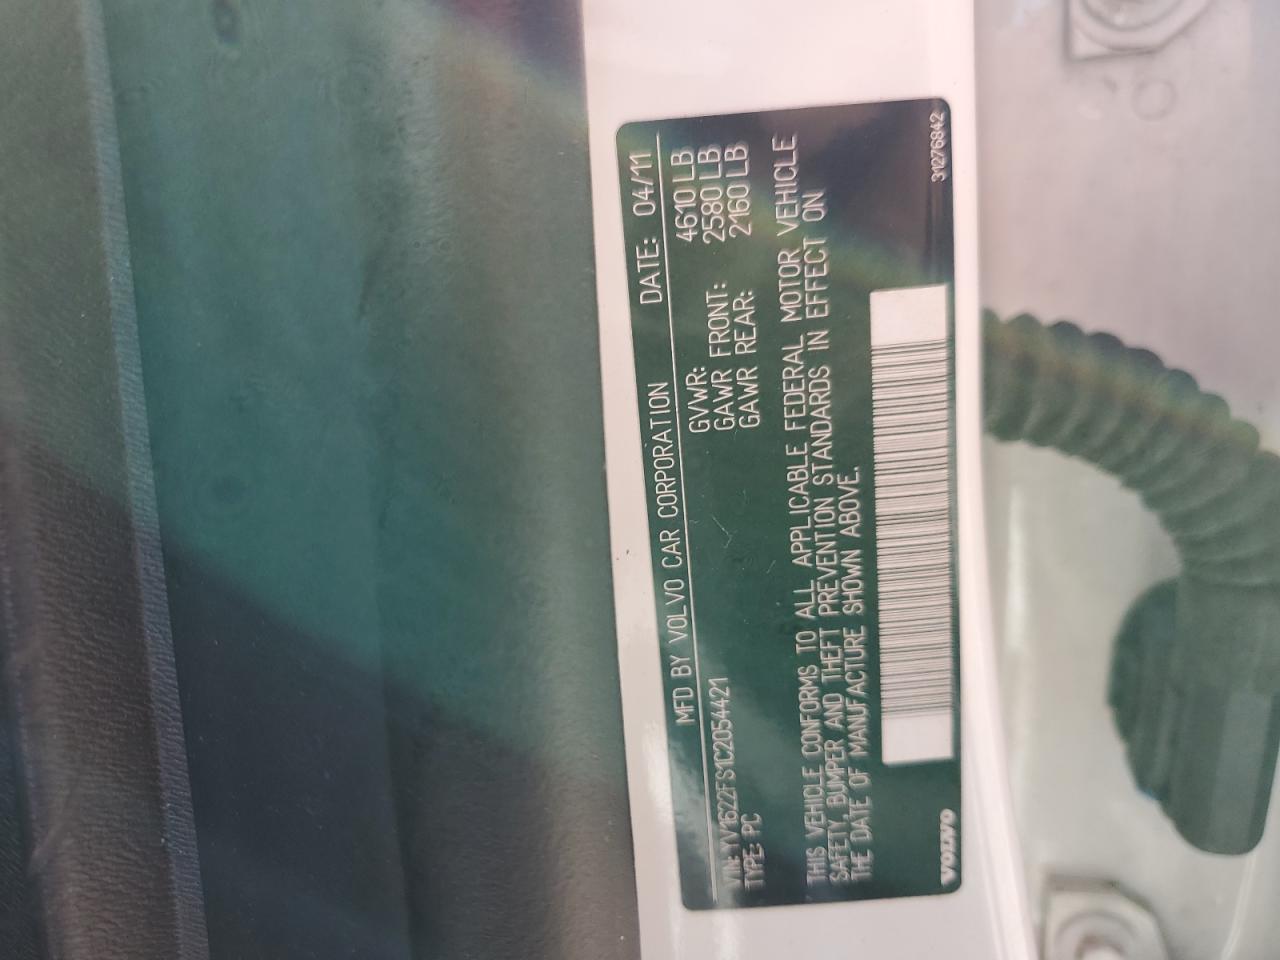 MFD BY VOLVO CAR CORPORATION DATE: 04/11
GVWR: 4610 LB
GAWR FRONT: 2580 LB
GAWR REAR: 2160 LB
VIN: YV1622FS1C2054421
TYPE: PC
THIS VEHICLE CONFORMS TO ALL APPLICABLE FEDERAL MOTOR VEHICLE
SAFETY, BUMPER AND THEFT PREVENTION STANDARDS IN EFFECT ON
THE DATE OF MANUFACTURE SHOWN ABOVE.
VOLVO 31276842